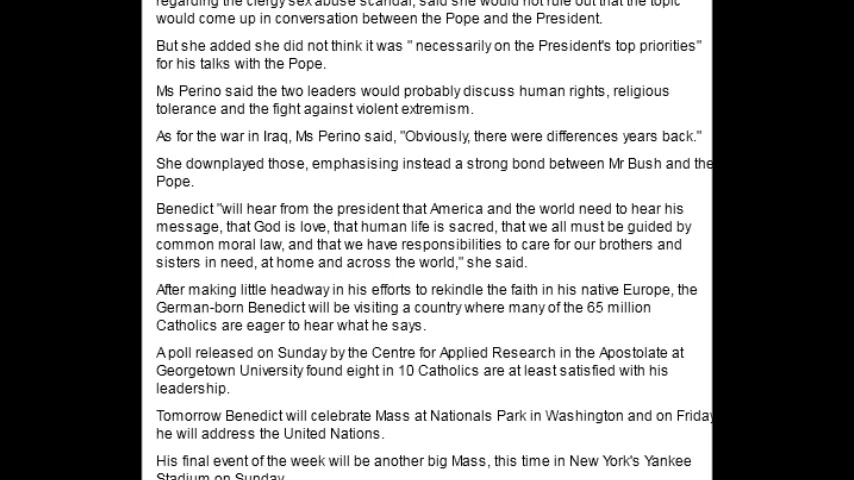 regarding the clergy sex abuse scandal, said she would not rule out that the topic
would come up in conversation between the Pope and the President.
But she added she did not think it was " necessarily on the President's top priorities"
for his talks with the Pope.
Ms Perino said the two leaders would probably discuss human rights, religious
tolerance and the fight against violent extremism.
As for the war in Iraq, Ms Perino said, "Obviously, there were differences years back."
She downplayed those, emphasising instead a strong bond between Mr Bush and the
Pope.
Benedict "will hear from the president that America and the world need to hear his
message, that God is love, that human life is sacred, that we all must be guided by
common moral law, and that we have responsibilities to care for our brothers and
sisters in need, at home and across the world," she said.
After making little headway in his efforts to rekindle the faith in his native Europe, the
German-born Benedict will be visiting a country where many of the 65 million
Catholics are eager to hear what he says.
A poll released on Sunday by the Centre for Applied Research in the Apostolate at
Georgetown University found eight in 10 Catholics are at least satisfied with his
leadership.
Tomorrow Benedict will celebrate Mass at Nationals Park in Washington and on Friday
he will address the United Nations.
His final event of the week will be another big Mass, this time in New York's Yankee
Stadium on Sunday